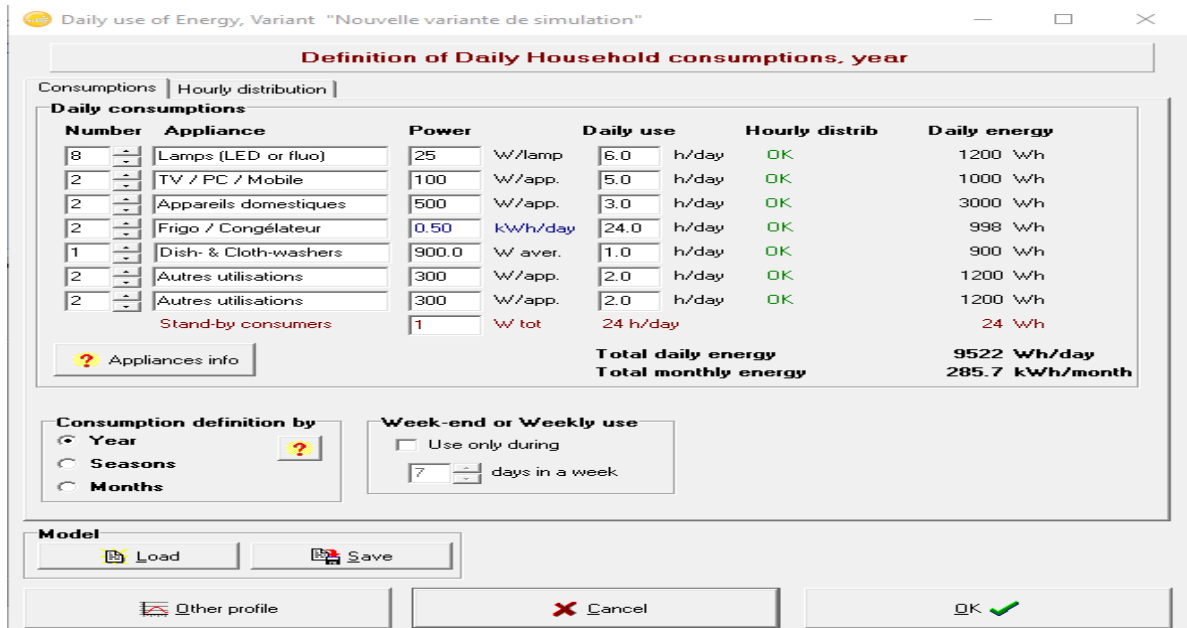 Daily use of Energy, Variant "Nouvelle variante de simulation"
Definition of Daily Household consumptions, year
Consumptions Hourly distribution
Daily consumptions
Number Appliance Power Daily use Hourly distrib Daily energy
8 Lamps (LED or fluo) 25 W/lamp 6.0 h/day OK 1200 Wh
2 TV / PC / Mobile 100 W/app. 5.0 h/day OK 1000 Wh
2 Appareils domestiques 500 W/app. 3.0 h/day OK 3000 Wh
2 Frigo / Congélateur 0.50 kWh/day 24.0 h/day OK 998 Wh
1 Dish- & Cloth-washers 900.0 W aver. 1.0 h/day OK 900 Wh
2 Autres utilisations 300 W/app. 2.0 h/day OK 1200 Wh
2 Autres utilisations 300 W/app. 2.0 h/day OK 1200 Wh
Stand-by consumers 1 W tot 24 h/day 24 Wh
? Appliances info
Total daily energy 9522 Wh/day
Total monthly energy 285.7 kWh/month
Consumption definition by
Year
?
Seasons
Months
Week-end or Weekly use
Use only during
7 days in a week
Model
Load Save
Other profile Cancel OK